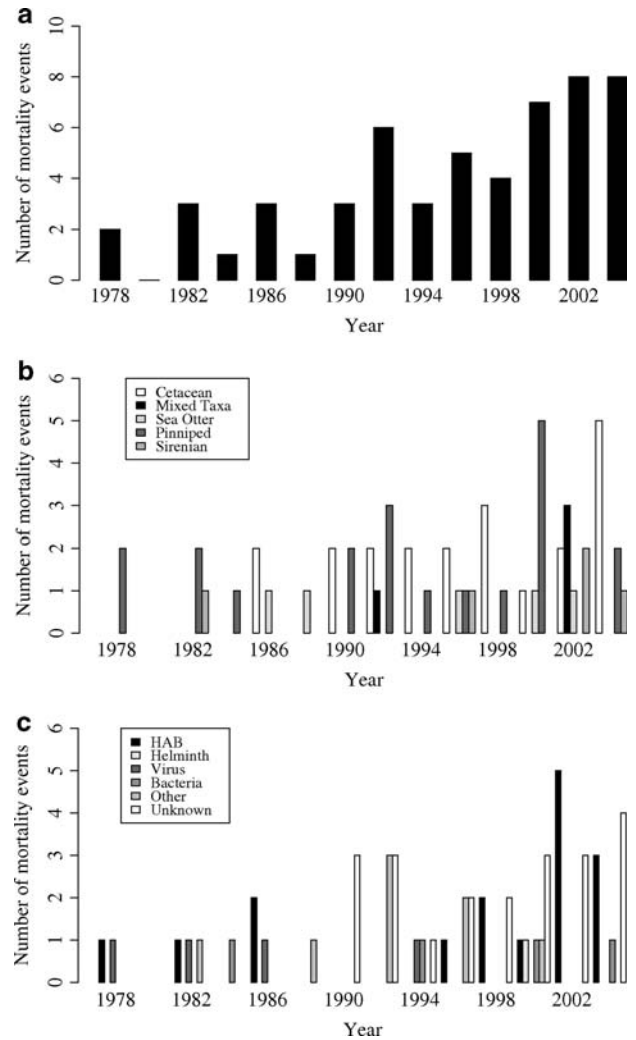 a
Number of mortality events
10
8
6
4
2
0
1978 1982 1986 1990 1994 1998 2002
Year
b
Number of mortality events
6
5
4
3
2
1
0
Cetacean
Mixed Taxa
Sea Otter
Pinniped
Sirenian
1978 1982 1986 1990 1994 1998 2002
Year
c
Number of mortality events
6
5
4
3
2
1
0
HAB
Helminth
Virus
Bacteria
Other
Unknown
1978 1982 1986 1990 1994 1998 2002
Year